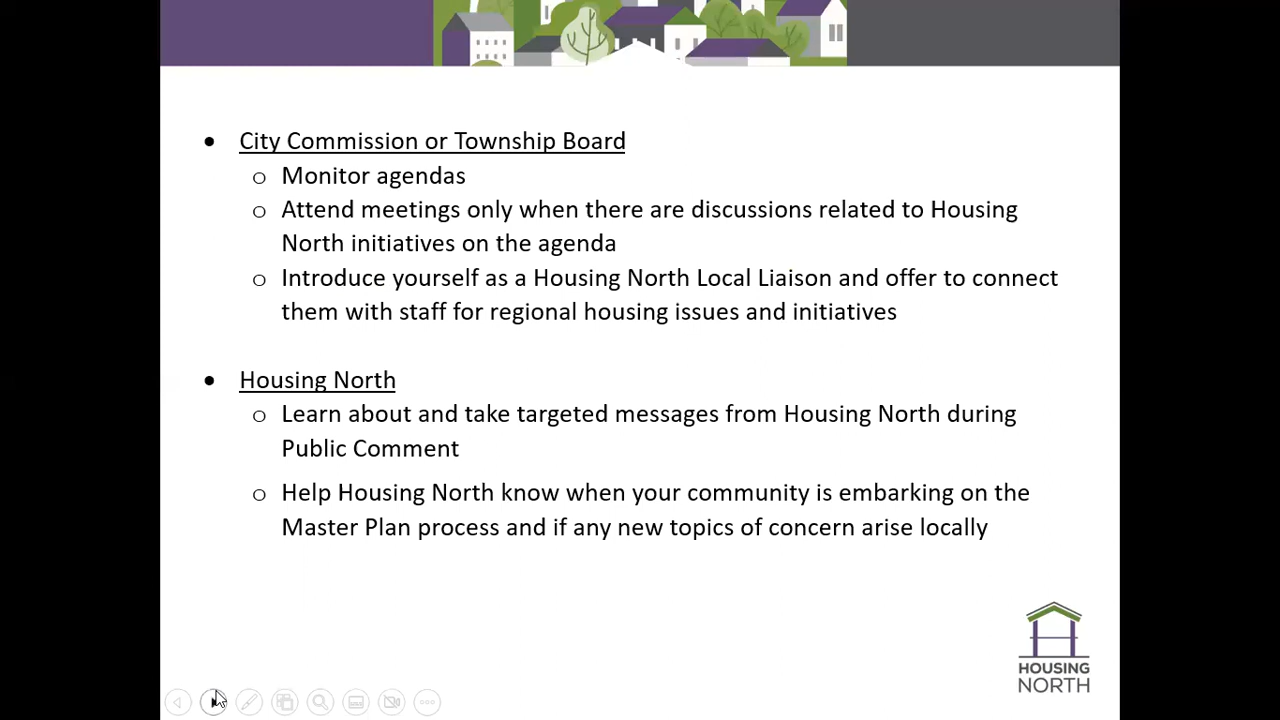 • City Commission or Township Board
o Monitor agendas
o Attend meetings only when there are discussions related to Housing
North initiatives on the agenda
o Introduce yourself as a Housing North Local Liaison and offer to connect
them with staff for regional housing issues and initiatives
• Housing North
o Learn about and take targeted messages from Housing North during
Public Comment
o Help Housing North know when your community is embarking on the
Master Plan process and if any new topics of concern arise locally
HOUSING
NORTH